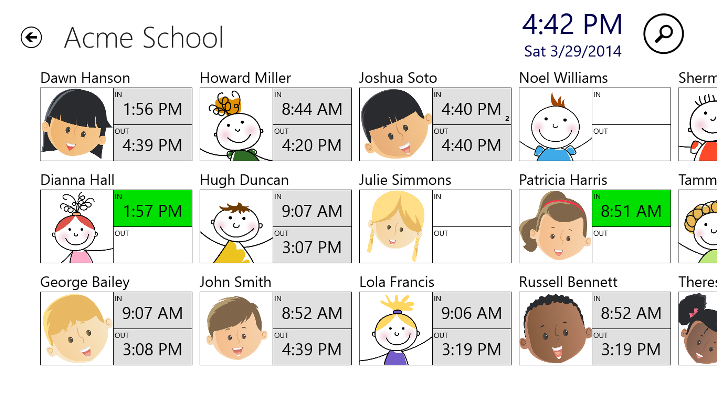 Acme School
4:42 PM
Sat 3/29/2014
Dawn Hanson
IN
1:56 PM
OUT
4:39 PM
Howard Miller
IN
8:44 AM
OUT
4:20 PM
Joshua Soto
IN
4:40 PM
2
OUT
4:40 PM
Noel Williams
IN
OUT
Sherm
Dianna Hall
IN
1:57 PM
OUT
Hugh Duncan
IN
9:07 AM
OUT
3:07 PM
Julie Simmons
IN
OUT
Patricia Harris
IN
8:51 AM
OUT
Tamm
George Bailey
IN
9:07 AM
OUT
3:08 PM
John Smith
IN
8:52 AM
OUT
4:39 PM
Lola Francis
IN
9:06 AM
OUT
3:19 PM
Russell Bennett
IN
8:52 AM
OUT
3:19 PM
Theres